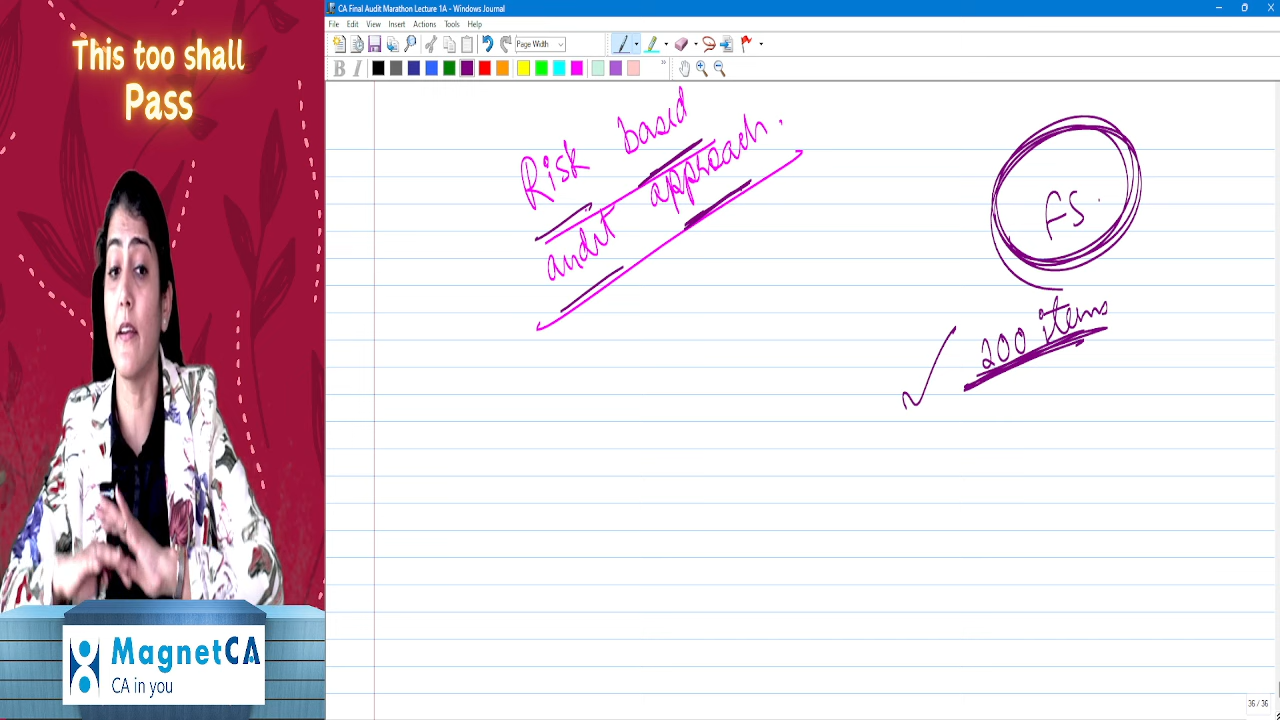 This too shall
Pass
MagnetCA
CA in you
CA Final Audit Marathon Lecture 1A - Windows Journal
File Edit View Insert Actions Tools Help
Page Width
B I
Risk based
audit approach.
FS.
200 items
36 / 36